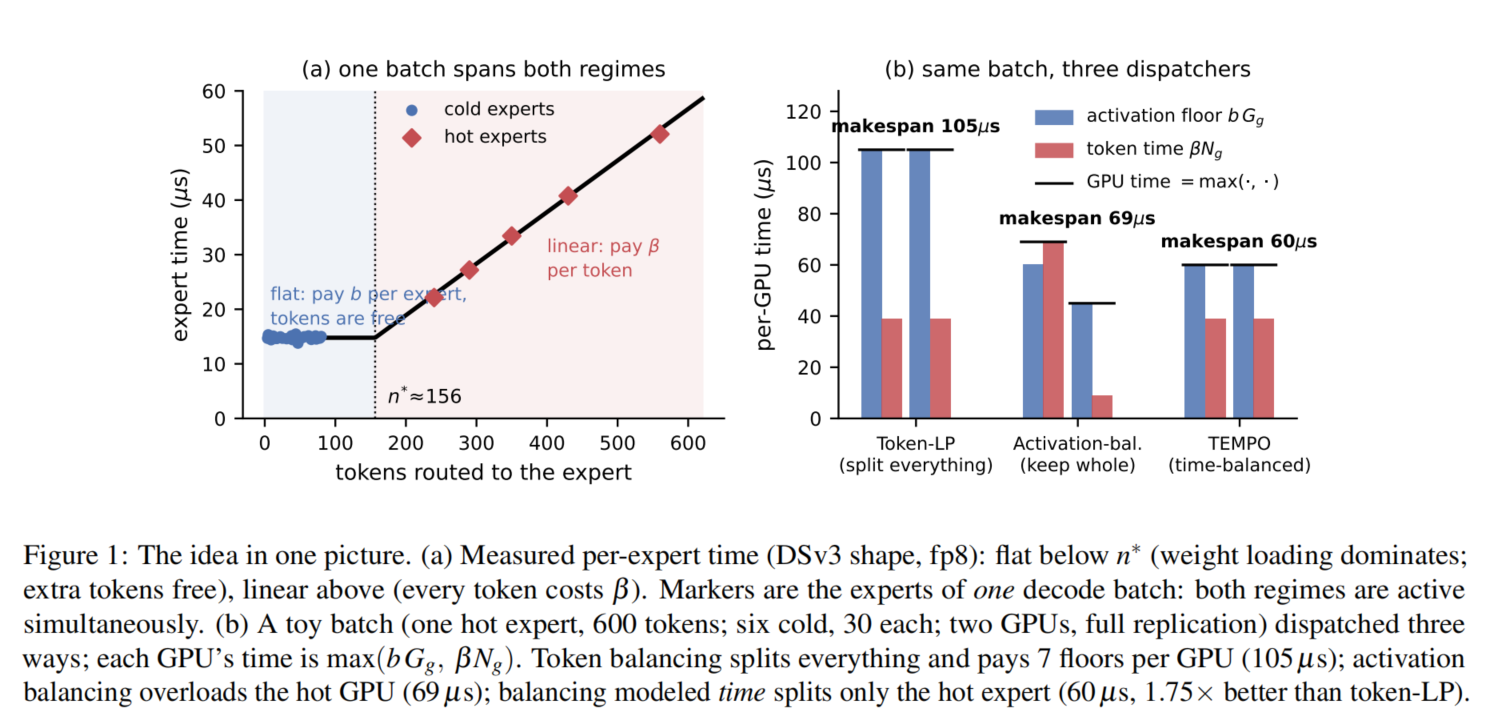 (a) one batch spans both regimes
60
50
40
30
20
10
0
expert time (μs)
cold experts
hot experts
linear: pay β
per token
flat: pay b per expert,
tokens are free
n*≈156
0 100 200 300 400 500 600
tokens routed to the expert
(b) same batch, three dispatchers
120
100
80
60
40
20
0
per-GPU time (μs)
activation floor b G_g
token time βN_g
GPU time = max(·, ·)
makespan 105μs
makespan 69μs
makespan 60μs
Token-LP
(split everything)
Activation-bal.
(keep whole)
TEMPO
(time-balanced)
Figure 1: The idea in one picture. (a) Measured per-expert time (DSv3 shape, fp8): flat below n* (weight loading dominates;
extra tokens free), linear above (every token costs β). Markers are the experts of one decode batch: both regimes are active
simultaneously. (b) A toy batch (one hot expert, 600 tokens; six cold, 30 each; two GPUs, full replication) dispatched three
ways; each GPU's time is max(b G_g, βN_g). Token balancing splits everything and pays 7 floors per GPU (105 μs); activation
balancing overloads the hot GPU (69 μs); balancing modeled time splits only the hot expert (60 μs, 1.75× better than token-LP).